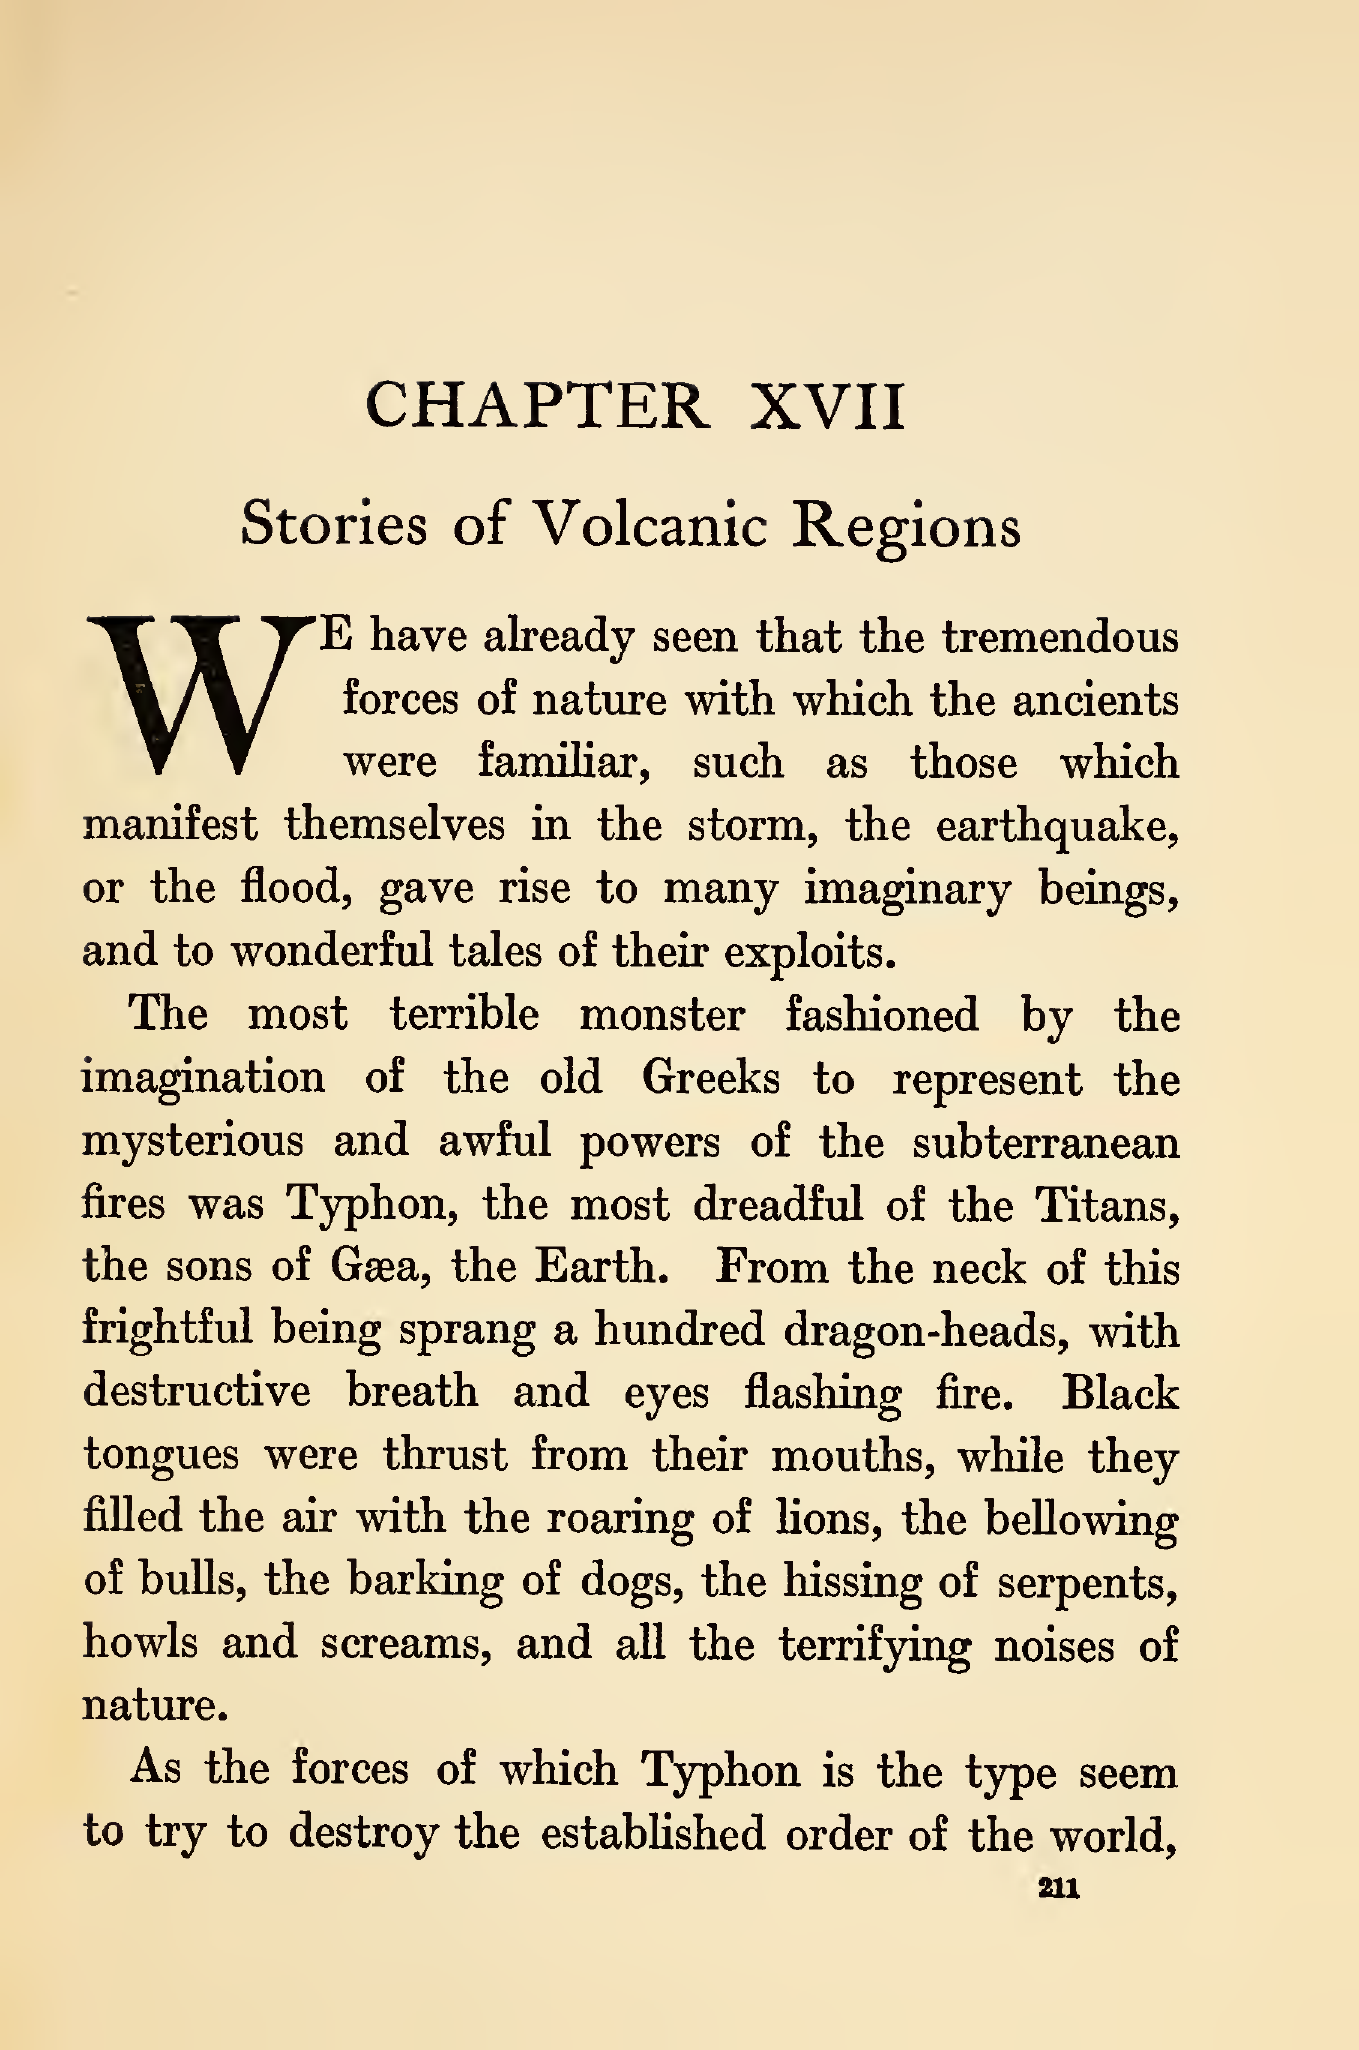 CHAPTER XVII
Stories of Volcanic Regions
WE have already seen that the tremendous
forces of nature with which the ancients
were familiar, such as those which
manifest themselves in the storm, the earthquake,
or the flood, gave rise to many imaginary beings,
and to wonderful tales of their exploits.
The most terrible monster fashioned by the
imagination of the old Greeks to represent the
mysterious and awful powers of the subterranean
fires was Typhon, the most dreadful of the Titans,
the sons of Gæa, the Earth. From the neck of this
frightful being sprang a hundred dragon-heads, with
destructive breath and eyes flashing fire. Black
tongues were thrust from their mouths, while they
filled the air with the roaring of lions, the bellowing
of bulls, the barking of dogs, the hissing of serpents,
howls and screams, and all the terrifying noises of
nature.
As the forces of which Typhon is the type seem
to try to destroy the established order of the world,
211